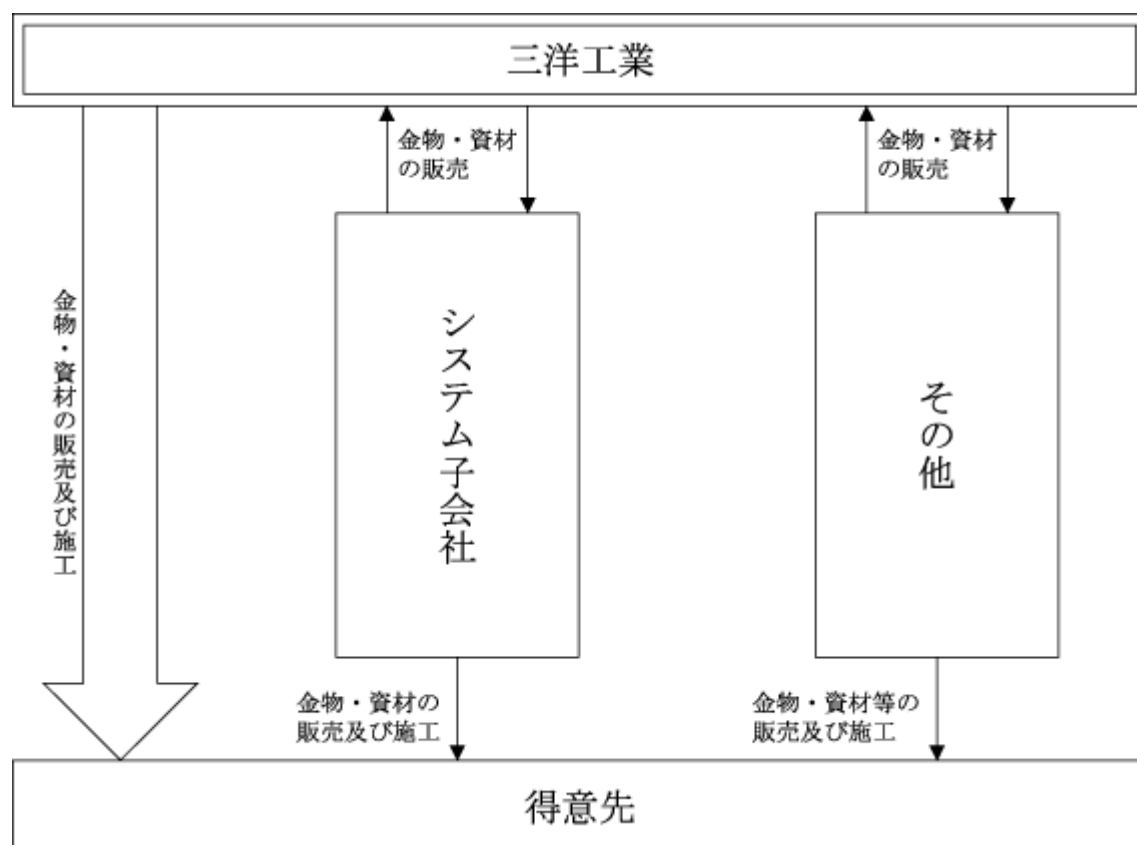 三洋工業
金物・資材
の販売
金物・資材
の販売
金物・資材の販売及び施工
システム子会社
その他
金物・資材の
販売及び施工
金物・資材等の
販売及び施工
得意先